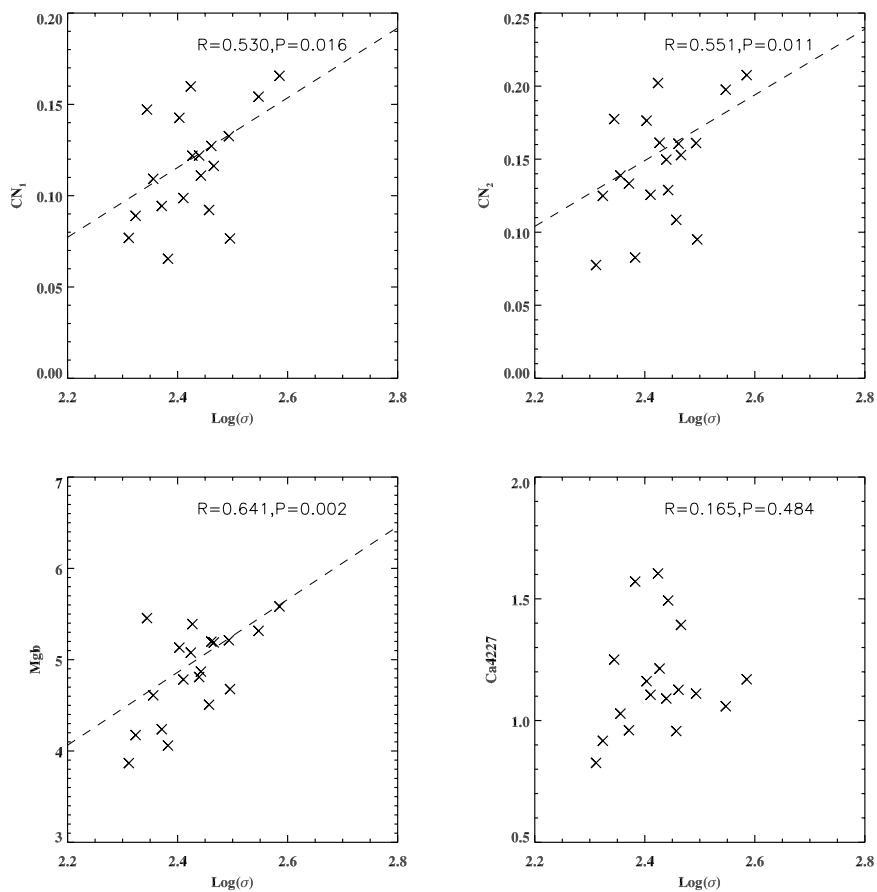 0.20
R=0.530,P=0.016
0.15
CN₁
0.10
0.05
0.00
2.2 2.4 2.6 2.8
Log(σ)
0.25
R=0.551,P=0.011
0.20
0.15
CN₂
0.10
0.05
0.00
2.2 2.4 2.6 2.8
Log(σ)
7
R=0.641,P=0.002
6
Mgb
5
4
3
2.2 2.4 2.6 2.8
Log(σ)
2.0
R=0.165,P=0.484
1.5
Ca4227
1.0
0.5
2.2 2.4 2.6 2.8
Log(σ)